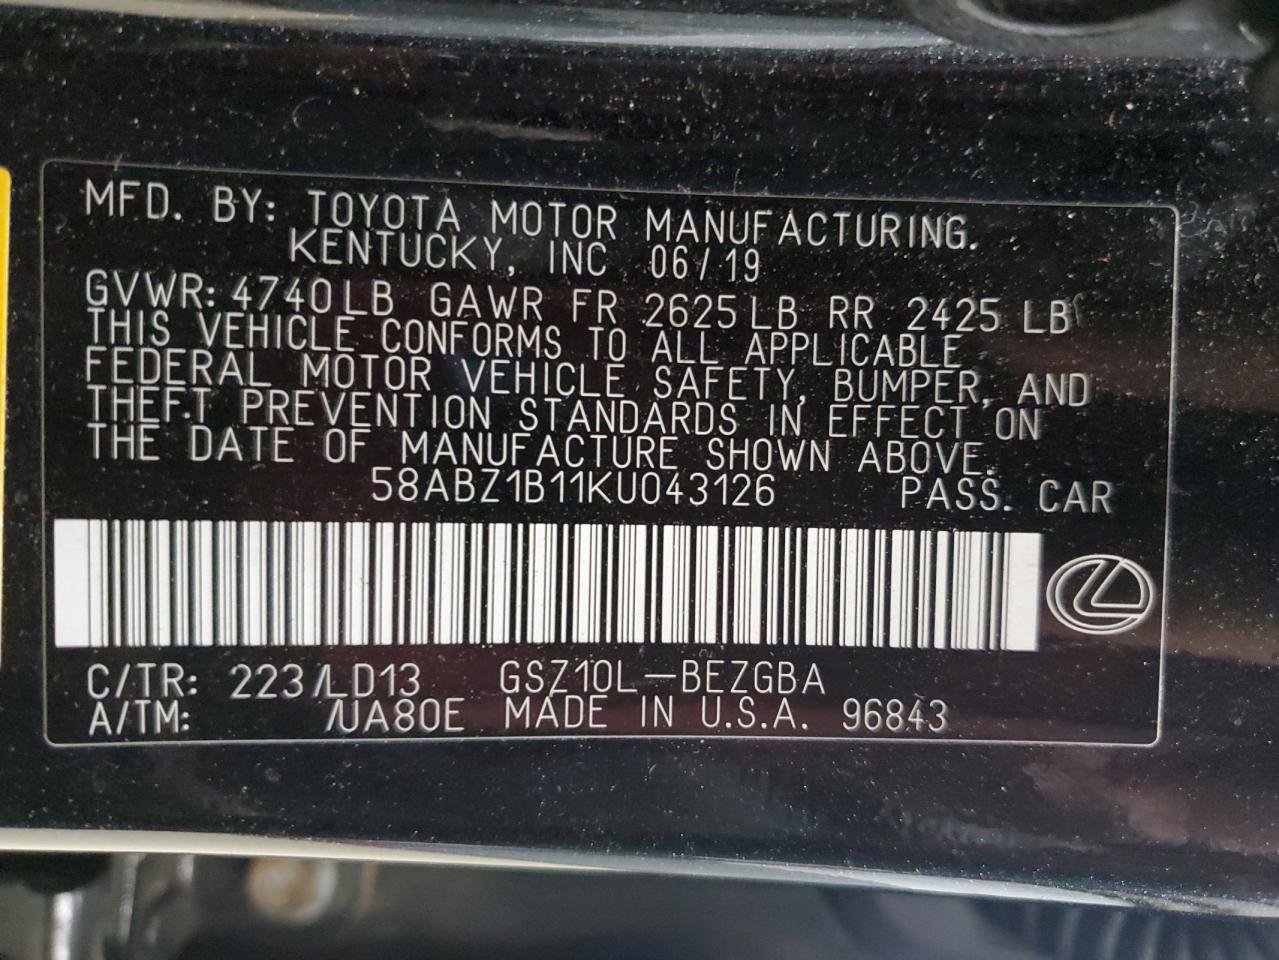 MFD. BY: TOYOTA MOTOR MANUFACTURING.
KENTUCKY, INC 06/19
GVWR: 4740LB GAWR FR 2625LB RR 2425 LB
THIS VEHICLE CONFORMS TO ALL APPLICABLE
FEDERAL MOTOR VEHICLE SAFETY, BUMPER, AND
THEFT PREVENTION STANDARDS IN EFFECT ON
THE DATE OF MANUFACTURE SHOWN ABOVE.
58ABZ1B11KU043126 PASS. CAR
C/TR: 223/LD13 GSZ10L-BEZGBA
A/TM: /UA80E MADE IN U.S.A. 96843